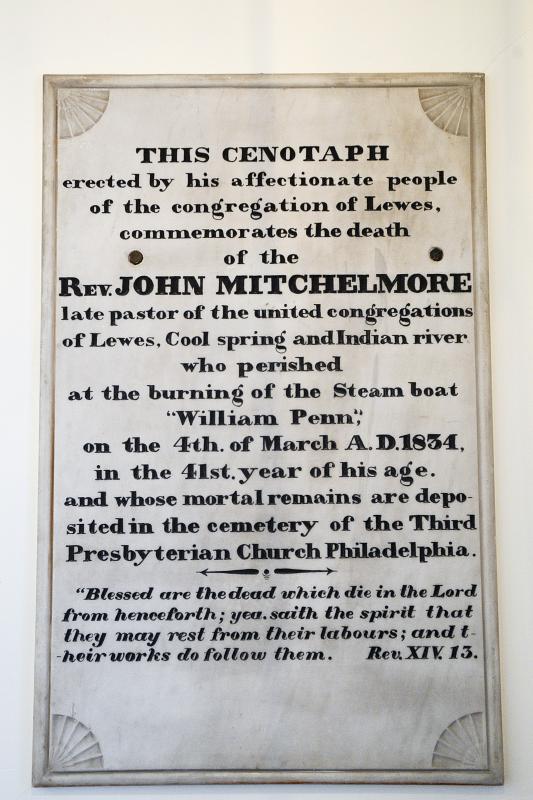 THIS CENOTAPH
erected by his affectionate people
of the congregation of Lewes,
commemorates the death
of the
REV. JOHN MITCHELMORE
late pastor of the united congregations
of Lewes, Cool spring and Indian river
who perished
at the burning of the Steam boat
"William Penn",
on the 4th. of March A.D. 1834,
in the 41st. year of his age.
and whose mortal remains are depo-
sited in the cemetery of the Third
Presbyterian Church Philadelphia.
"Blessed are the dead which die in the Lord
from henceforth; yea. saith the spirit that
they may rest from their labours; and t-
-heir works do follow them. Rev. XIV. 13.